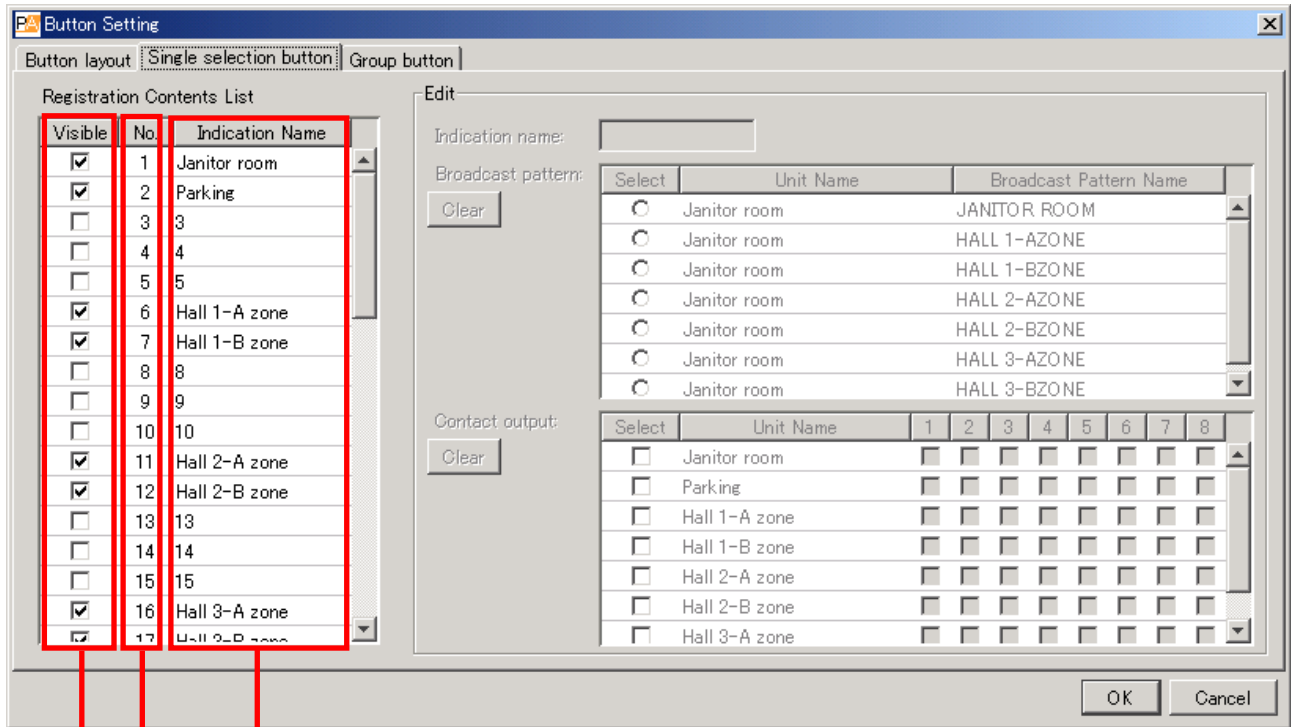 PA Button Setting
Button layout Single selection button Group button
Registration Contents List
Visible No. Indication Name
1 Janitor room
2 Parking
3 3
4 4
5 5
6 Hall 1-A zone
7 Hall 1-B zone
8 8
9 9
10 10
11 Hall 2-A zone
12 Hall 2-B zone
13 13
14 14
15 15
16 Hall 3-A zone
17 Hall 3-B zone
Edit
Indication name:
Broadcast pattern:
Clear
Select Unit Name Broadcast Pattern Name
Janitor room JANITOR ROOM
Janitor room HALL 1-AZONE
Janitor room HALL 1-BZONE
Janitor room HALL 2-AZONE
Janitor room HALL 2-BZONE
Janitor room HALL 3-AZONE
Janitor room HALL 3-BZONE
Contact output:
Clear
Select Unit Name 1 2 3 4 5 6 7 8
Janitor room
Parking
Hall 1-A zone
Hall 1-B zone
Hall 2-A zone
Hall 2-B zone
Hall 3-A zone
OK Cancel